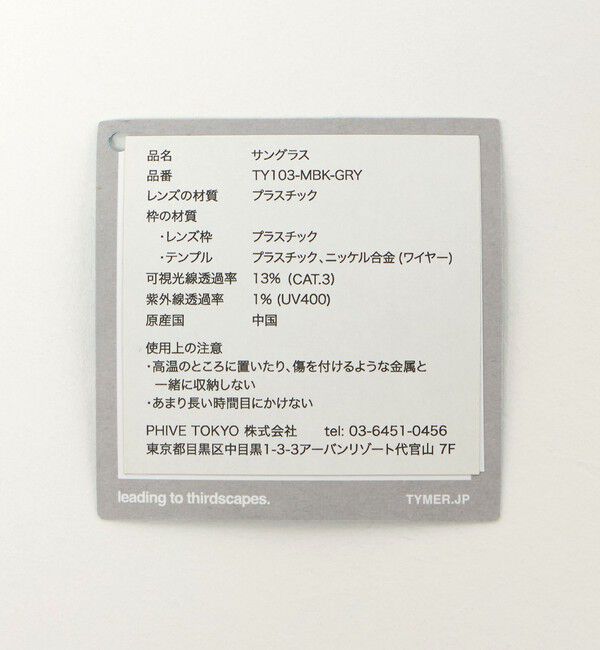 品名 サングラス
品番 TY103-MBK-GRY
レンズの材質 プラスチック
枠の材質
・レンズ枠 プラスチック
・テンプル プラスチック、ニッケル合金(ワイヤー)
可視光線透過率 13% (CAT.3)
紫外線透過率 1% (UV400)
原産国 中国
使用上の注意
・高温のところに置いたり、傷を付けるような金属と
一緒に収納しない
・あまり長い時間目にかけない
PHIVE TOKYO 株式会社 tel: 03-6451-0456
東京都目黒区中目黒1-3-3アーバンリゾート代官山 7F
leading to thirdscapes. TYMER.JP